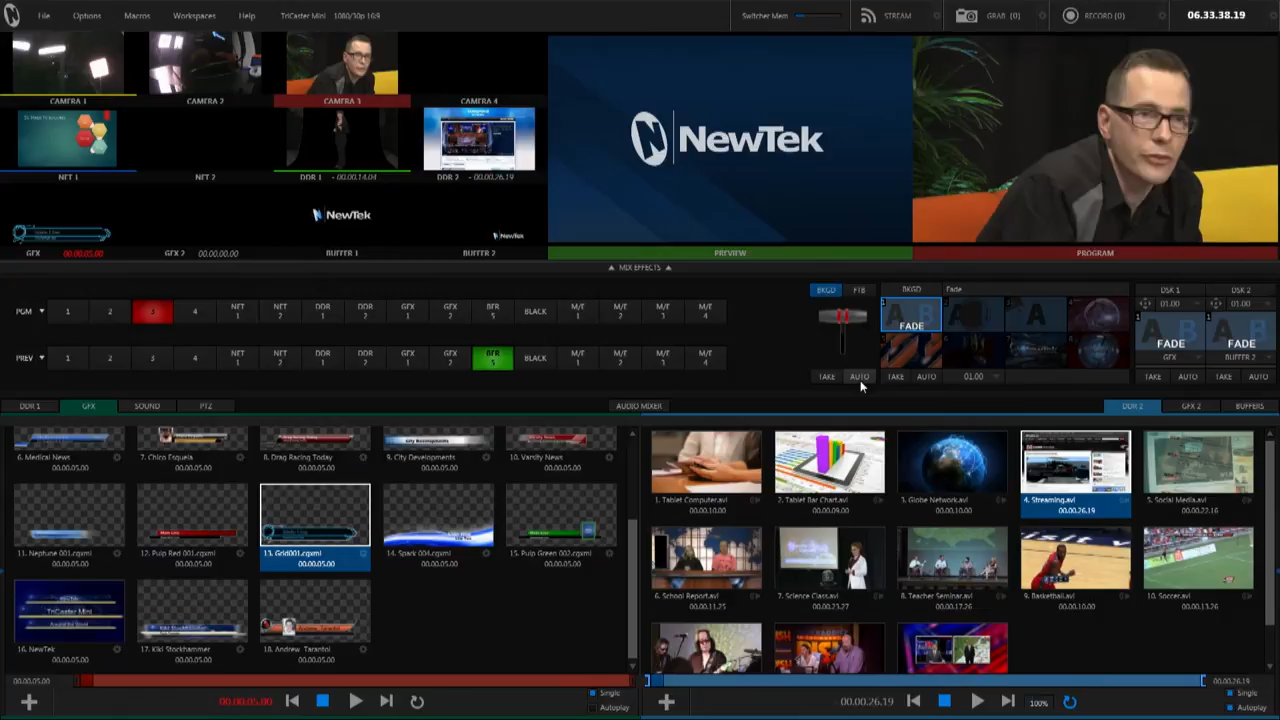 File Options Macros Workspaces Help TriCaster Mini 1080/30p 16:9 Switcher Mem STREAM GRAB (0) RECORD (0) 06.33.38.19
CAMERA 1 CAMERA 2 CAMERA 3 CAMERA 4
NET 1 NET 2 DDR 1 - 00.00.14.04 DDR 2 - 00.00.26.19
NewTek
NewTek
GFX 00.00.05.00 GFX 2 00.00.00.00 BUFFER 1 BUFFER 2
NewTek
PREVIEW PROGRAM
MIX EFFECTS
BKGD FTB BKGD Fade DSK 1 DSK 2
01.00 01.00
PGM 1 2 3 4 NET 1 NET 2 DDR 1 DDR 2 GFX 1 GFX 2 BFR 5 BLACK M/E 1 M/E 2 M/E 3 M/E 4
FADE FADE FADE
PREV 1 2 3 4 NET 1 NET 2 DDR 1 DDR 2 GFX 1 GFX 2 BFR 5 BLACK M/E 1 M/E 2 M/E 3 M/E 4
GFX BUFFER 2
TAKE AUTO TAKE AUTO 01.00 TAKE AUTO TAKE AUTO
DDR 1 GFX SOUND PTZ AUDIO MIXER DDR 2 GFX 2 BUFFERS
6. Medical News 7. Chico Esquela 8. Drag Racing Today 9. City Developments 10. Varsity News
00.00.05.00 00.00.05.00 00.00.05.00 00.00.05.00 00.00.05.00
1. Tablet Computer.avi 2. Tablet Bar Chart.avi 3. Globe Network.avi 4. Streaming.avi 5. Social Media.avi
00.00.10.00 00.00.09.00 00.00.10.00 00.00.26.19 00.00.22.16
11. Neptune 001.cgxml 12. Pulp Red 001.cgxml 13. Grid001.cgxml 14. Spark 004.cgxml 15. Pulp Green 002.cgxml
00.00.05.00 00.00.05.00 00.00.05.00 00.00.05.00 00.00.05.00
6. School Report.avi 7. Science Class.avi 8. Teacher Seminar.avi 9. Basketball.avi 10. Soccer.avi
00.00.11.25 00.00.23.27 00.00.17.26 00.00.10.00 00.00.13.26
TriCaster Mini
16. NewTek 17. Kiki Stockhammer 18. Andrew Tarantol
00.00.05.00 00.00.05.00 00.00.05.00
00.00.05.00 00.00.26.19
00.00.05.00 Single 00.00.26.19 100% Single
Autoplay Autoplay